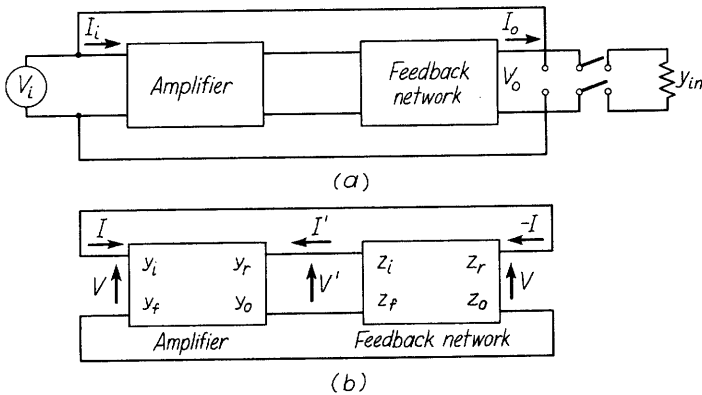 I_i
I_o
V_i
Amplifier
Feedback network
V_o
y_in
(a)
I
I'
-I
V
y_i y_r
y_f y_o
V'
z_i z_r
z_f z_o
V
Amplifier
Feedback network
(b)